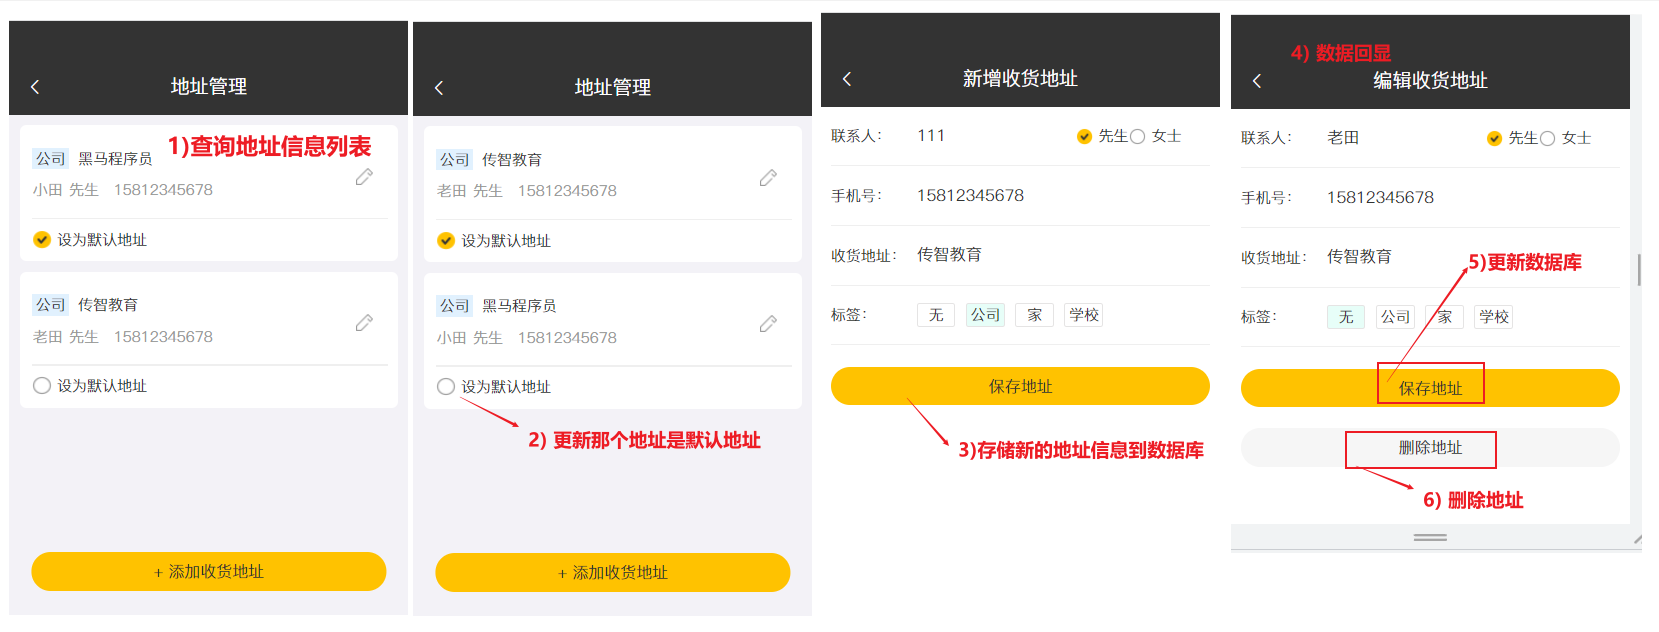 地址管理
1)查询地址信息列表
公司 黑马程序员
小田 先生 15812345678
设为默认地址
公司 传智教育
老田 先生 15812345678
设为默认地址
+ 添加收货地址
地址管理
公司 传智教育
老田 先生 15812345678
设为默认地址
公司 黑马程序员
小田 先生 15812345678
设为默认地址
2) 更新那个地址是默认地址
+ 添加收货地址
新增收货地址
联系人: 111 先生 女士
手机号: 15812345678
收货地址: 传智教育
标签: 无 公司 家 学校
保存地址
3)存储新的地址信息到数据库
4) 数据回显
编辑收货地址
联系人: 老田 先生 女士
手机号: 15812345678
收货地址: 传智教育
5)更新数据库
标签: 无 公司 家 学校
保存地址
删除地址
6) 删除地址